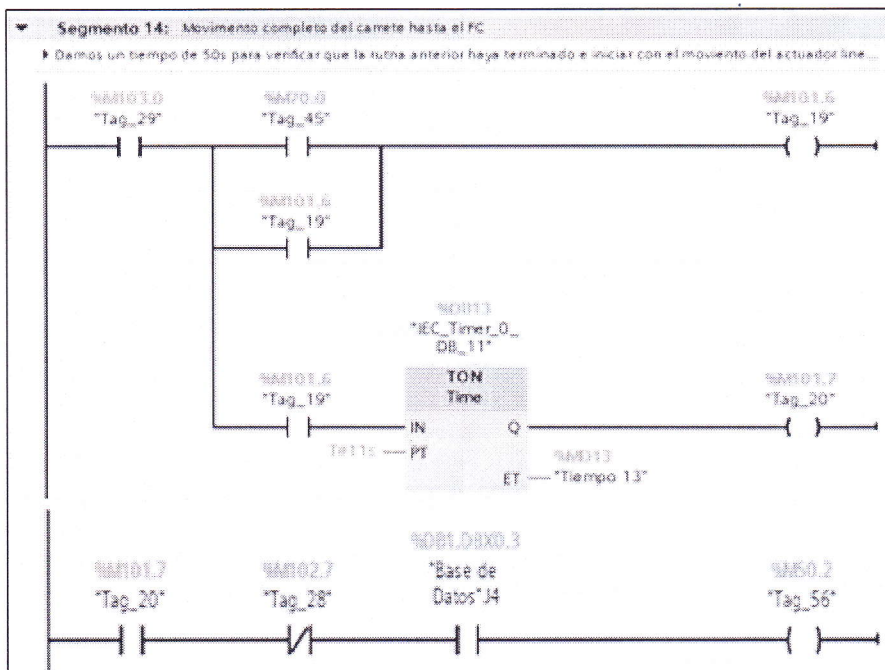 Segmento 14: Movimento completo del carrete hasta el FC
Damos un tiempo de 50s para verificar que la rutina anterior haya terminado e iniciar con el moviento del actuador line...
%M103.0
"Tag_29"
%M70.0
"Tag_45"
%M101.6
"Tag_19"
%M101.6
"Tag_19"
%DB13
"IEC_Timer_0_
DB_11"
TON
Time
%M101.6
"Tag_19"
IN
Q
%M101.7
"Tag_20"
T#11s
PT
%MD13
ET
"Tiempo 13"
%M101.7
"Tag_20"
%M102.7
"Tag_28"
%DB1.DBX0.3
"Base de
Datos".J4
%M50.2
"Tag_56"